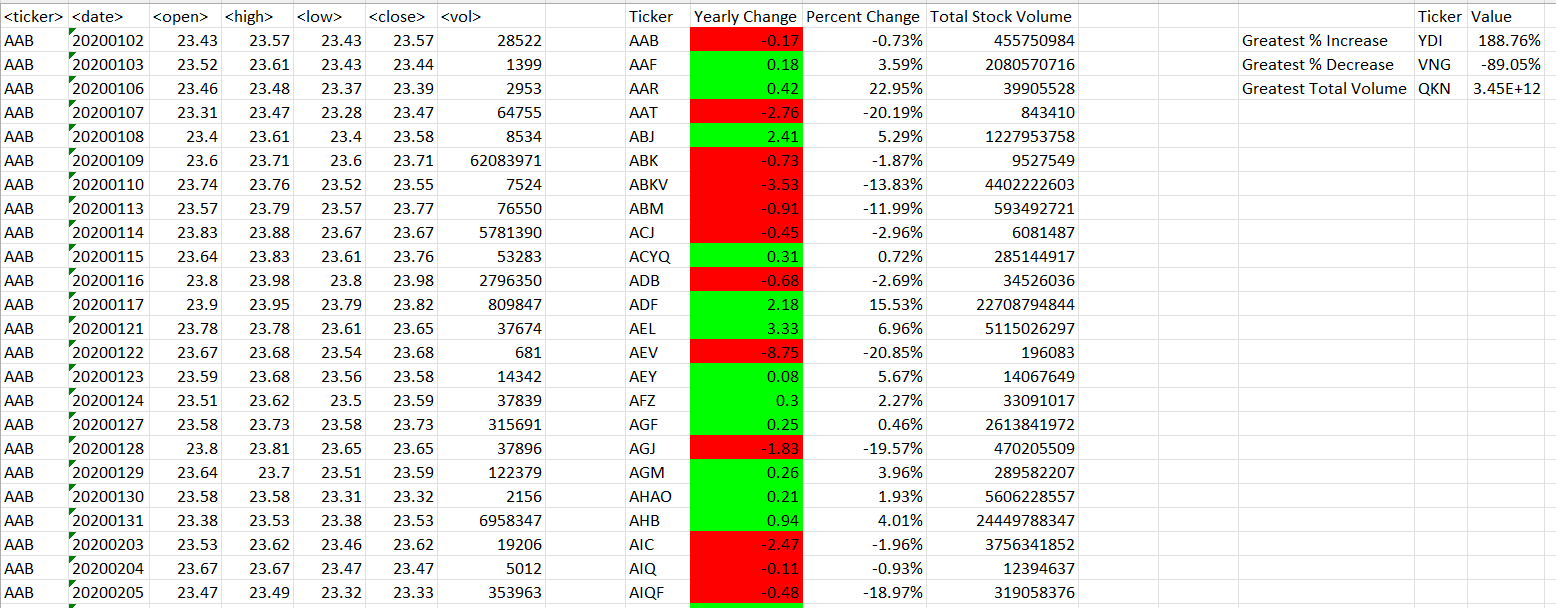 <ticker> <date> <open> <high> <low> <close> <vol> Ticker Yearly Change Percent Change Total Stock Volume Ticker Value
AAB 20200102 23.43 23.57 23.43 23.57 28522 AAB -0.17 -0.73% 455750984 Greatest % Increase YDI 188.76%
AAB 20200103 23.52 23.61 23.43 23.44 1399 AAF 0.18 3.59% 2080570716 Greatest % Decrease VNG -89.05%
AAB 20200106 23.46 23.48 23.37 23.39 2953 AAR 0.42 22.95% 39905528 Greatest Total Volume QKN 3.45E+12
AAB 20200107 23.31 23.47 23.28 23.47 64755 AAT -2.76 -20.19% 843410
AAB 20200108 23.4 23.61 23.4 23.58 8534 ABJ 2.41 5.29% 1227953758
AAB 20200109 23.6 23.71 23.6 23.71 62083971 ABK -0.73 -1.87% 9527549
AAB 20200110 23.74 23.76 23.52 23.55 7524 ABKV -3.53 -13.83% 4402222603
AAB 20200113 23.57 23.79 23.57 23.77 76550 ABM -0.91 -11.99% 593492721
AAB 20200114 23.83 23.88 23.67 23.67 5781390 ACJ -0.45 -2.96% 6081487
AAB 20200115 23.64 23.83 23.61 23.76 53283 ACYQ 0.31 0.72% 285144917
AAB 20200116 23.8 23.98 23.8 23.98 2796350 ADB -0.68 -2.69% 34526036
AAB 20200117 23.9 23.95 23.79 23.82 809847 ADF 2.18 15.53% 22708794844
AAB 20200121 23.78 23.78 23.61 23.65 37674 AEL 3.33 6.96% 5115026297
AAB 20200122 23.67 23.68 23.54 23.68 681 AEV -8.75 -20.85% 196083
AAB 20200123 23.59 23.68 23.56 23.58 14342 AEY 0.08 5.67% 14067649
AAB 20200124 23.51 23.62 23.5 23.59 37839 AFZ 0.3 2.27% 33091017
AAB 20200127 23.58 23.73 23.58 23.73 315691 AGF 0.25 0.46% 2613841972
AAB 20200128 23.8 23.81 23.65 23.65 37896 AGJ -1.83 -19.57% 470205509
AAB 20200129 23.64 23.7 23.51 23.59 122379 AGM 0.26 3.96% 289582207
AAB 20200130 23.58 23.58 23.31 23.32 2156 AHAO 0.21 1.93% 5606228557
AAB 20200131 23.38 23.53 23.38 23.53 6958347 AHB 0.94 4.01% 24449788347
AAB 20200203 23.53 23.62 23.46 23.62 19206 AIC -2.47 -1.96% 3756341852
AAB 20200204 23.67 23.67 23.47 23.47 5012 AIQ -0.11 -0.93% 12394637
AAB 20200205 23.47 23.49 23.32 23.33 353963 AIQF -0.48 -18.97% 319058376